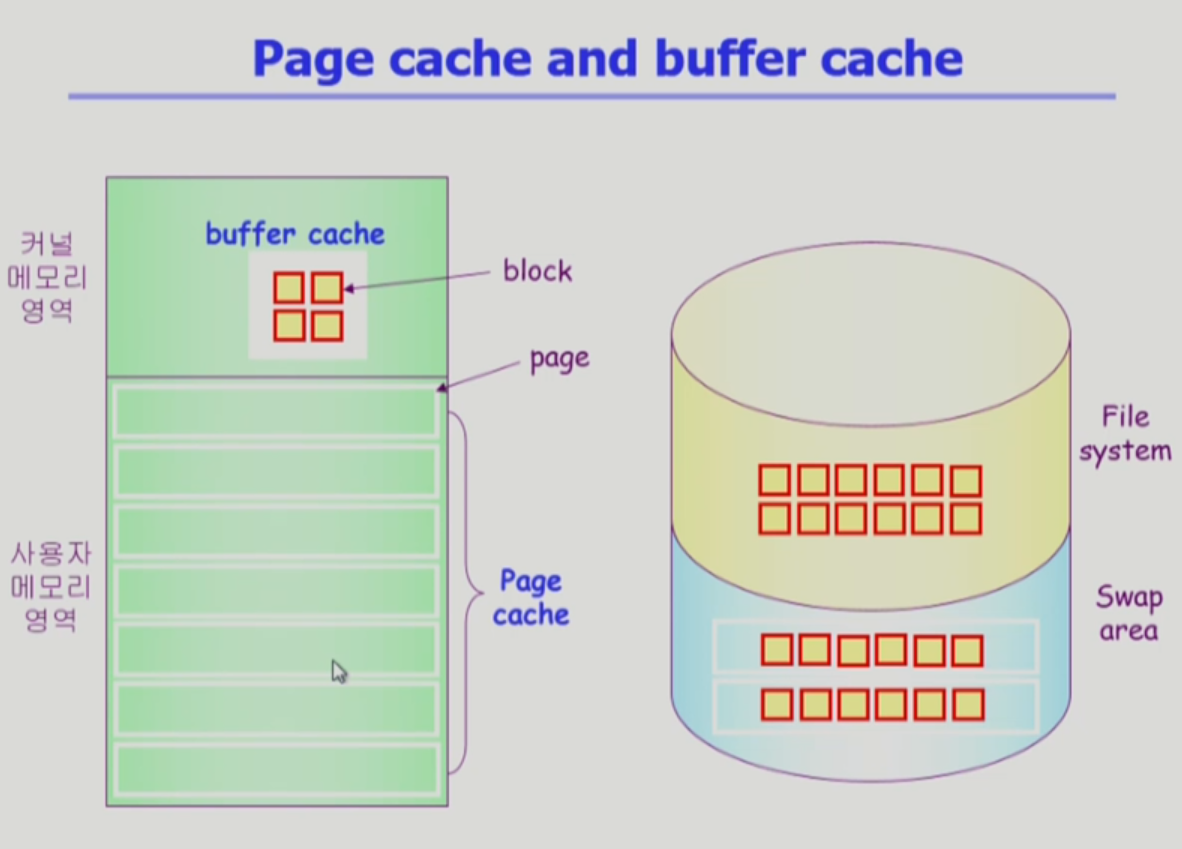 Page cache and buffer cache
커널
메모리
영역
buffer cache
block
page
사용자
메모리
영역
Page
cache
File
system
Swap
area